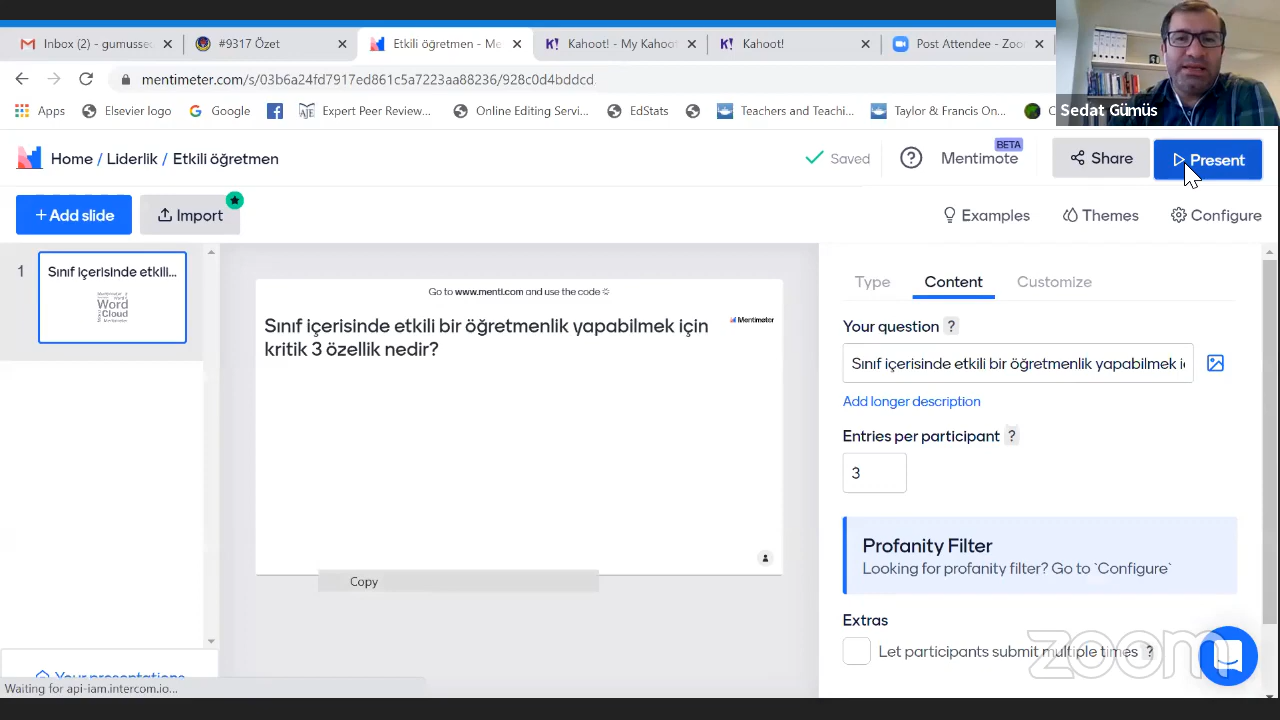 Inbox (2) - gumusse
#9317 Özet
Etkili öğretmen - Me
Kahoot! - My Kahoo
Kahoot!
Post Attendee - Zoo
mentimeter.com/s/03b6a24fd7917ed861c5a7223aa88236/928c0d4bddcd
Apps
Elsevier logo
Google
Expert Peer Review...
Online Editing Servi...
EdStats
Teachers and Teachi...
Taylor & Francis On...
Sedat Gümüs
Home / Liderlik / Etkili öğretmen
Saved
Mentimote
BETA
Share
Present
+ Add slide
Import
Examples
Themes
Configure
1
Sınıf içerisinde etkili...
Word
Cloud
Go to www.menti.com and use the code
Mentimeter
Sınıf içerisinde etkili bir öğretmenlik yapabilmek için
kritik 3 özellik nedir?
Copy
Type
Content
Customize
Your question ?
Sınıf içerisinde etkili bir öğretmenlik yapabilmek i
Add longer description
Entries per participant ?
3
Profanity Filter
Looking for profanity filter? Go to `Configure`
Extras
Let participants submit multiple times ?
zoom
Your presentations
Waiting for api-iam.intercom.io...